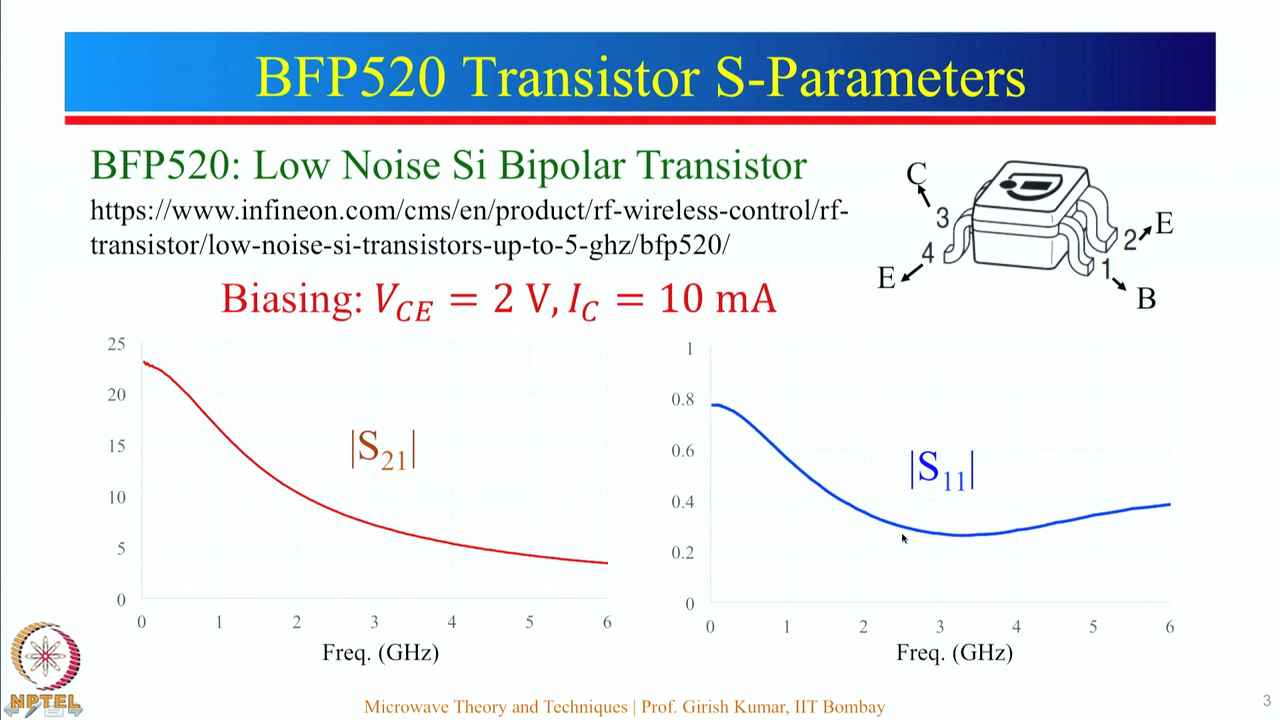 BFP520 Transistor S-Parameters
BFP520: Low Noise Si Bipolar Transistor
https://www.infineon.com/cms/en/product/rf-wireless-control/rf-
transistor/low-noise-si-transistors-up-to-5-ghz/bfp520/
C
3
4
E
2
E
1
B
Biasing: V_CE = 2 V, I_C = 10 mA
25
20
15
10
5
0
|S21|
0 1 2 3 4 5 6
Freq. (GHz)
1
0.8
0.6
0.4
0.2
0
|S11|
0 1 2 3 4 5 6
Freq. (GHz)
NPTEL
Microwave Theory and Techniques | Prof. Girish Kumar, IIT Bombay
3